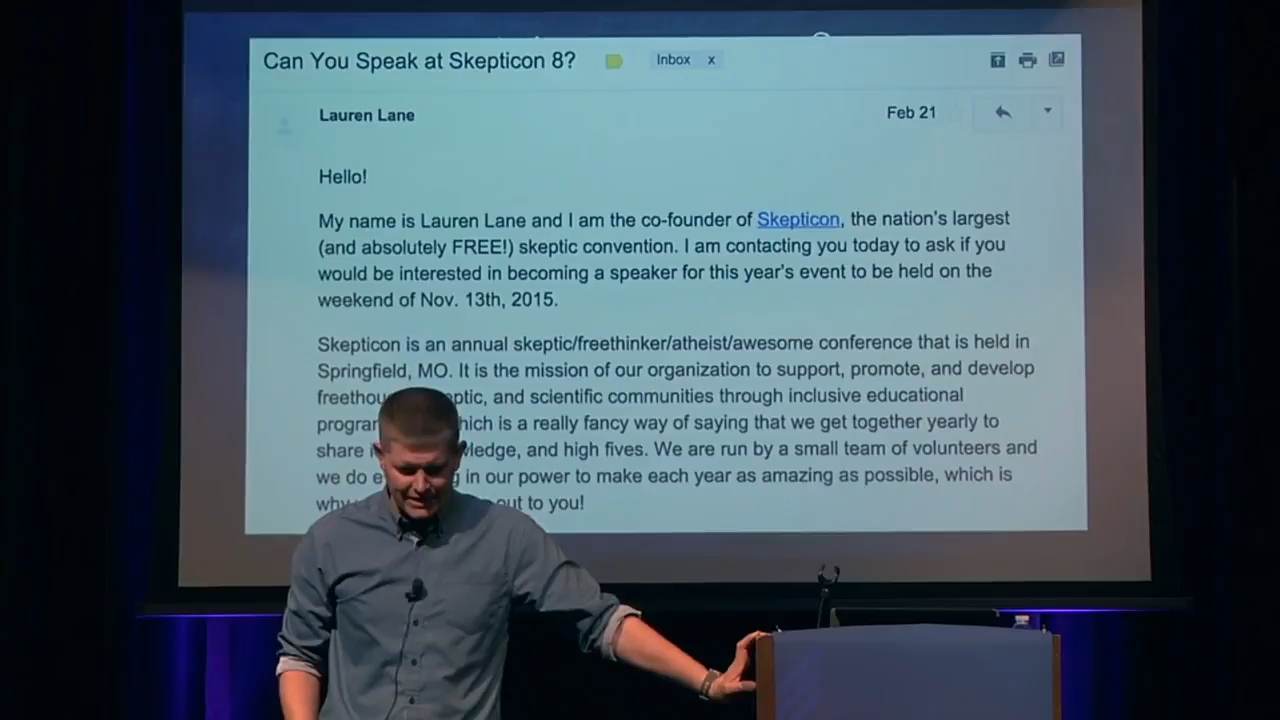 Can You Speak at Skepticon 8?
Inbox x
Lauren Lane
Feb 21
Hello!
My name is Lauren Lane and I am the co-founder of Skepticon, the nation's largest
(and absolutely FREE!) skeptic convention. I am contacting you today to ask if you
would be interested in becoming a speaker for this year's event to be held on the
weekend of Nov. 13th, 2015.
Skepticon is an annual skeptic/freethinker/atheist/awesome conference that is held in
Springfield, MO. It is the mission of our organization to support, promote, and develop
and scientific communities through inclusive educational
is a really fancy way of saying that we get together yearly to
share and high fives. We are run by a small team of volunteers and
we do in our power to make each year as amazing as possible, which is
why to you!